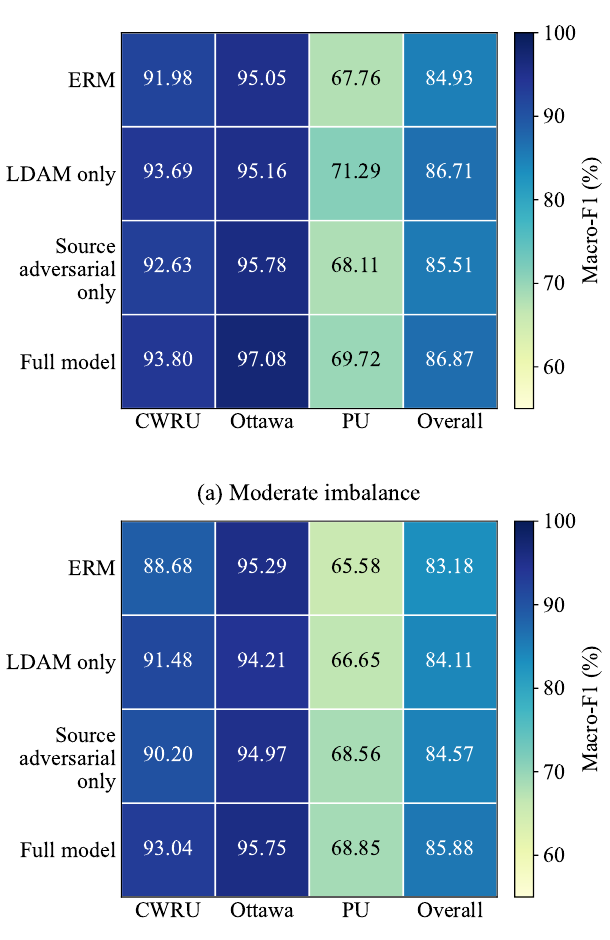 ERM 91.98 95.05 67.76 84.93
LDAM only 93.69 95.16 71.29 86.71
Source
adversarial
only
92.63 95.78 68.11 85.51
Full model 93.80 97.08 69.72 86.87
CWRU Ottawa PU Overall
100
90
80
70
60
Macro-F1 (%)
(a) Moderate imbalance
ERM 88.68 95.29 65.58 83.18
LDAM only 91.48 94.21 66.65 84.11
Source
adversarial
only
90.20 94.97 68.56 84.57
Full model 93.04 95.75 68.85 85.88
CWRU Ottawa PU Overall
100
90
80
70
60
Macro-F1 (%)